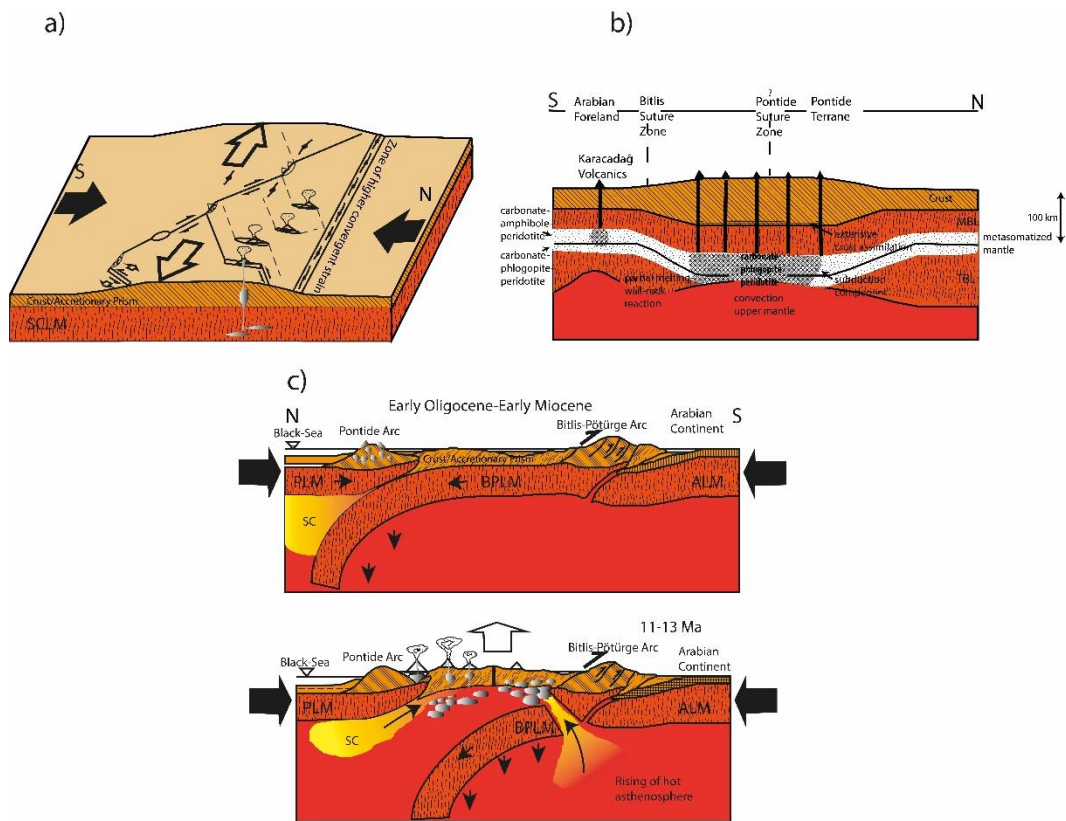 a)
S
N
Zone of higher convergent strain
Crust/Accretionary Prism
SCLM
b)
S
Arabian
Foreland
Bitlis
Suture
Zone
?
Pontide
Suture
Zone
Pontide
Terrane
N
Karacadağ
Volcanics
Crust
MBL
100 km
carbonate-
amphibole
peridotite
carbonate-
phlogopite
peridotite
extensive
crust assimilation
metasomatized
mantle
carbonate-
phlogopite
peridotite
partial melting
wall-rock
reaction
subduction
component
TBL
convection
upper mantle
c)
Early Oligocene-Early Miocene
N
S
Black-Sea
Pontide Arc
Bitlis-Pötürge Arc
Arabian
Continent
Crust/Accretionary Prism
PLM
BPLM
ALM
SC
11-13 Ma
Black-Sea
Pontide Arc
Bitlis-Pötürge Arc
Arabian
Continent
PLM
ALM
SC
BPLM
Rising of hot
asthenosphere